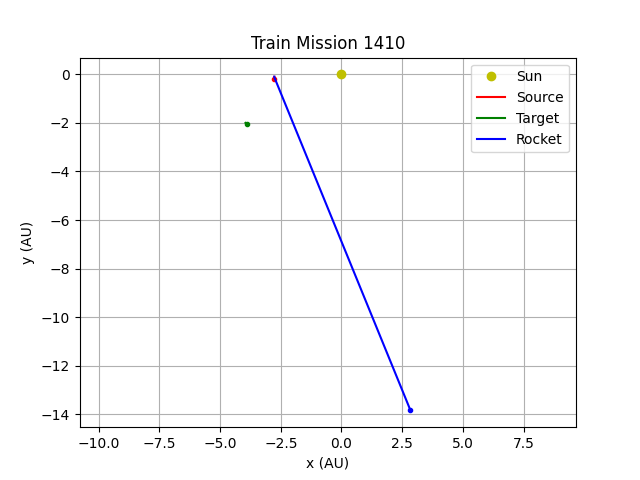 Train Mission 1410
Sun
Source
Target
Rocket
0
−2
−4
−6
−8
−10
−12
−14
y (AU)
−10.0 −7.5 −5.0 −2.5 0.0 2.5 5.0 7.5
x (AU)